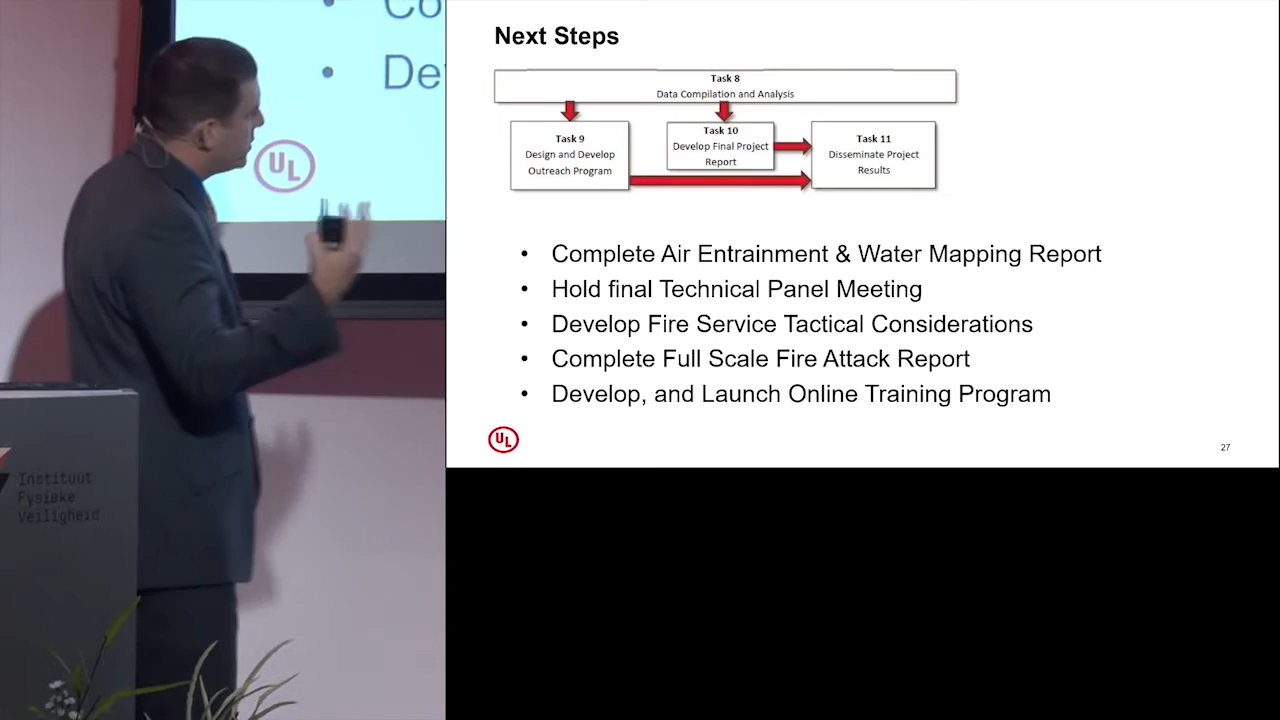 Co
De
UL
Instituut
Fysieke
Veiligheid
Next Steps
Task 8
Data Compilation and Analysis
Task 9
Design and Develop
Outreach Program
Task 10
Develop Final Project
Report
Task 11
Disseminate Project
Results
• Complete Air Entrainment & Water Mapping Report
• Hold final Technical Panel Meeting
• Develop Fire Service Tactical Considerations
• Complete Full Scale Fire Attack Report
• Develop, and Launch Online Training Program
UL
27